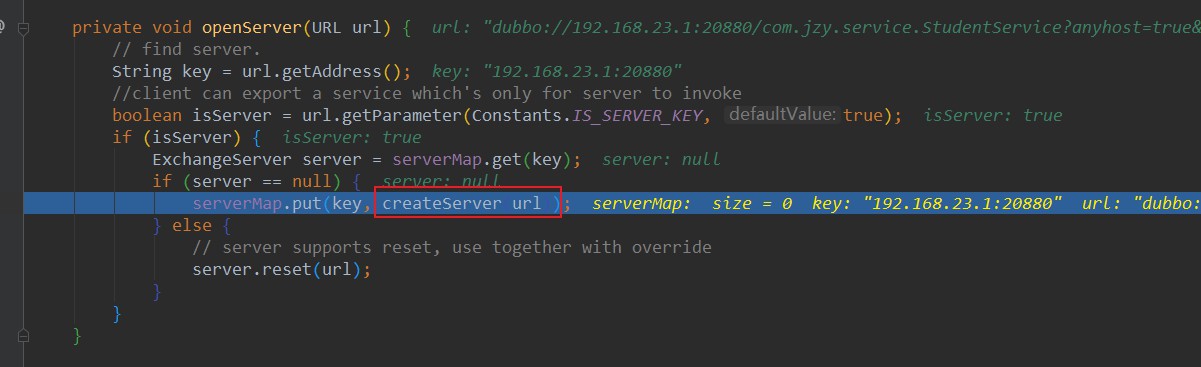 private void openServer(URL url) {  url: "dubbo://192.168.23.1:20880/com.jzy.service.StudentService?anyhost=true&
// find server.
String key = url.getAddress();  key: "192.168.23.1:20880"
//client can export a service which's only for server to invoke
boolean isServer = url.getParameter(Constants.IS_SERVER_KEY, defaultValue: true);  isServer: true
if (isServer) {  isServer: true
ExchangeServer server = serverMap.get(key);  server: null
if (server == null) {  server: null
serverMap.put(key, createServer url );  serverMap:  size = 0  key: "192.168.23.1:20880"  url: "dubbo:
} else {
// server supports reset, use together with override
server.reset(url);
}
}
}